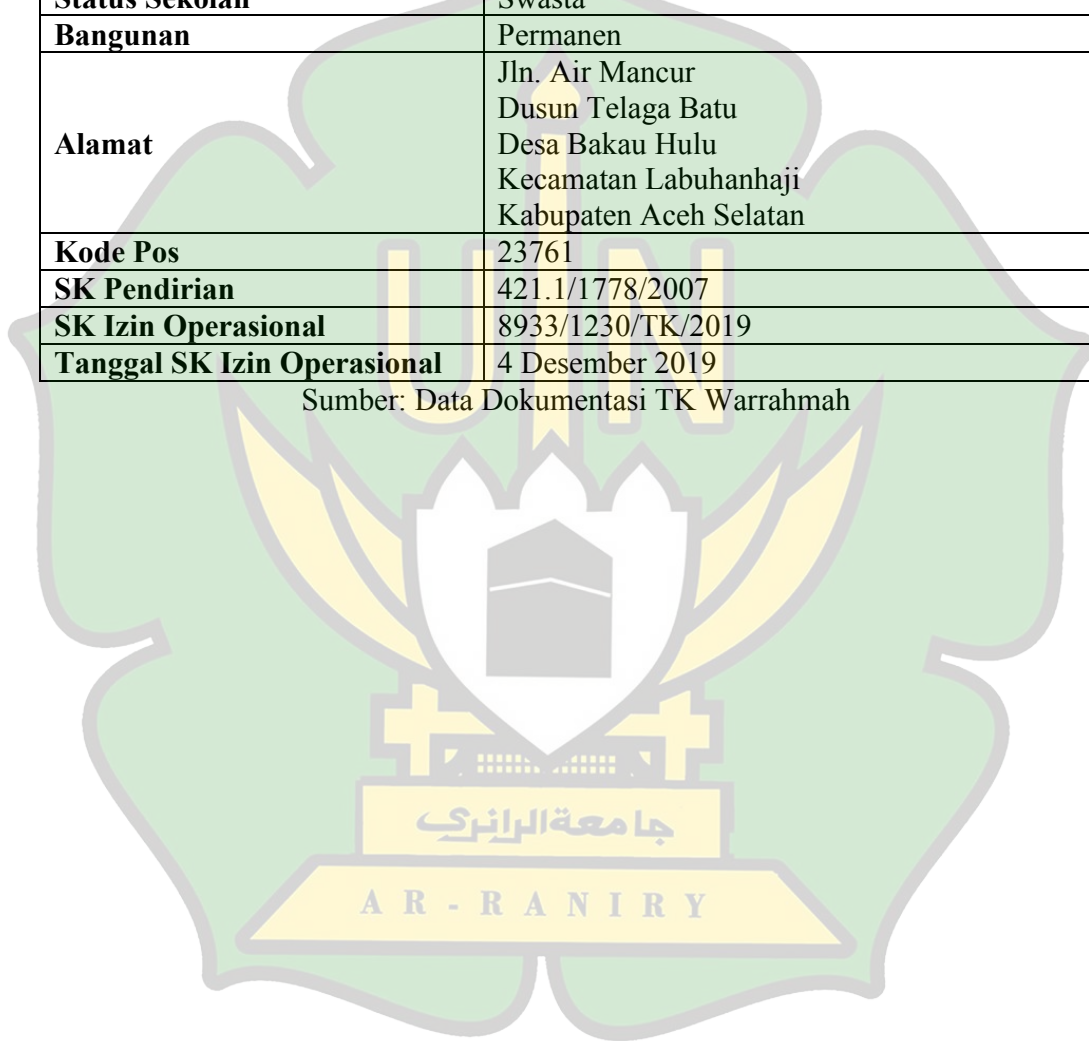 Status Sekolah Swasta
Bangunan Permanen
Alamat Jln. Air Mancur
Dusun Telaga Batu
Desa Bakau Hulu
Kecamatan Labuhanhaji
Kabupaten Aceh Selatan
Kode Pos 23761
SK Pendirian 421.1/1778/2007
SK Izin Operasional 8933/1230/TK/2019
Tanggal SK Izin Operasional 4 Desember 2019
Sumber: Data Dokumentasi TK Warrahmah
UIN
جامعةالرانري
AR-RANIRY